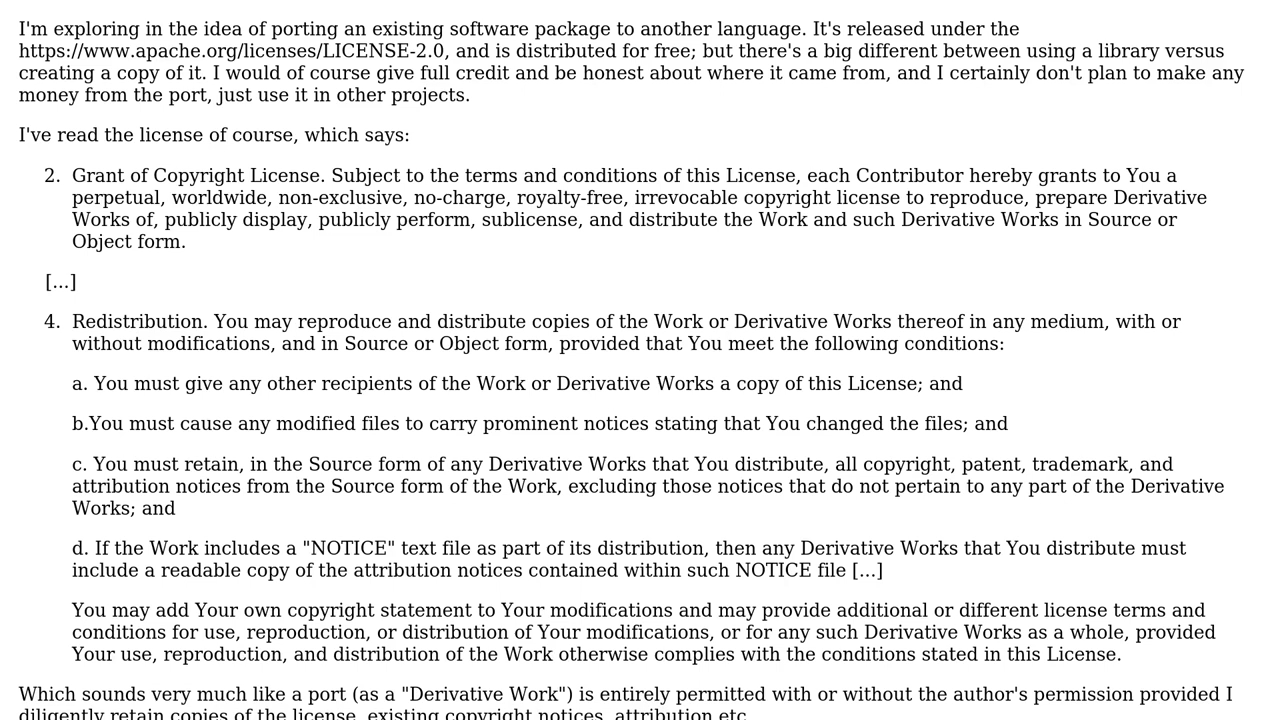 I'm exploring in the idea of porting an existing software package to another language. It's released under the
https://www.apache.org/licenses/LICENSE-2.0, and is distributed for free; but there's a big different between using a library versus
creating a copy of it. I would of course give full credit and be honest about where it came from, and I certainly don't plan to make any
money from the port, just use it in other projects.
I've read the license of course, which says:
2. Grant of Copyright License. Subject to the terms and conditions of this License, each Contributor hereby grants to You a
perpetual, worldwide, non-exclusive, no-charge, royalty-free, irrevocable copyright license to reproduce, prepare Derivative
Works of, publicly display, publicly perform, sublicense, and distribute the Work and such Derivative Works in Source or
Object form.
[...]
4. Redistribution. You may reproduce and distribute copies of the Work or Derivative Works thereof in any medium, with or
without modifications, and in Source or Object form, provided that You meet the following conditions:
a. You must give any other recipients of the Work or Derivative Works a copy of this License; and
b.You must cause any modified files to carry prominent notices stating that You changed the files; and
c. You must retain, in the Source form of any Derivative Works that You distribute, all copyright, patent, trademark, and
attribution notices from the Source form of the Work, excluding those notices that do not pertain to any part of the Derivative
Works; and
d. If the Work includes a "NOTICE" text file as part of its distribution, then any Derivative Works that You distribute must
include a readable copy of the attribution notices contained within such NOTICE file [...]
You may add Your own copyright statement to Your modifications and may provide additional or different license terms and
conditions for use, reproduction, or distribution of Your modifications, or for any such Derivative Works as a whole, provided
Your use, reproduction, and distribution of the Work otherwise complies with the conditions stated in this License.
Which sounds very much like a port (as a "Derivative Work") is entirely permitted with or without the author's permission provided I
diligently retain copies of the license, existing copyright notices, attribution etc